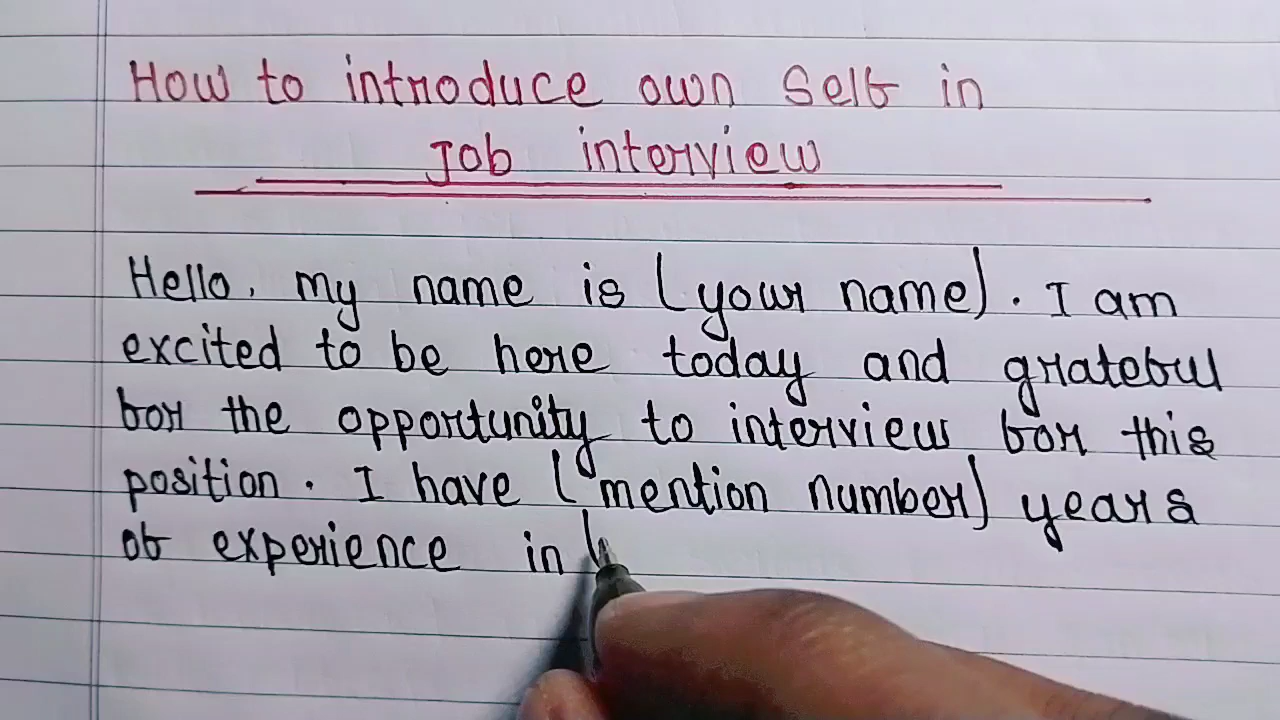 How to introduce own Self in
Job interview
Hello, my name is (your name). I am
excited to be here today and grateful
for the opportunity to interview for this
position. I have (mention number) years
of experience in (